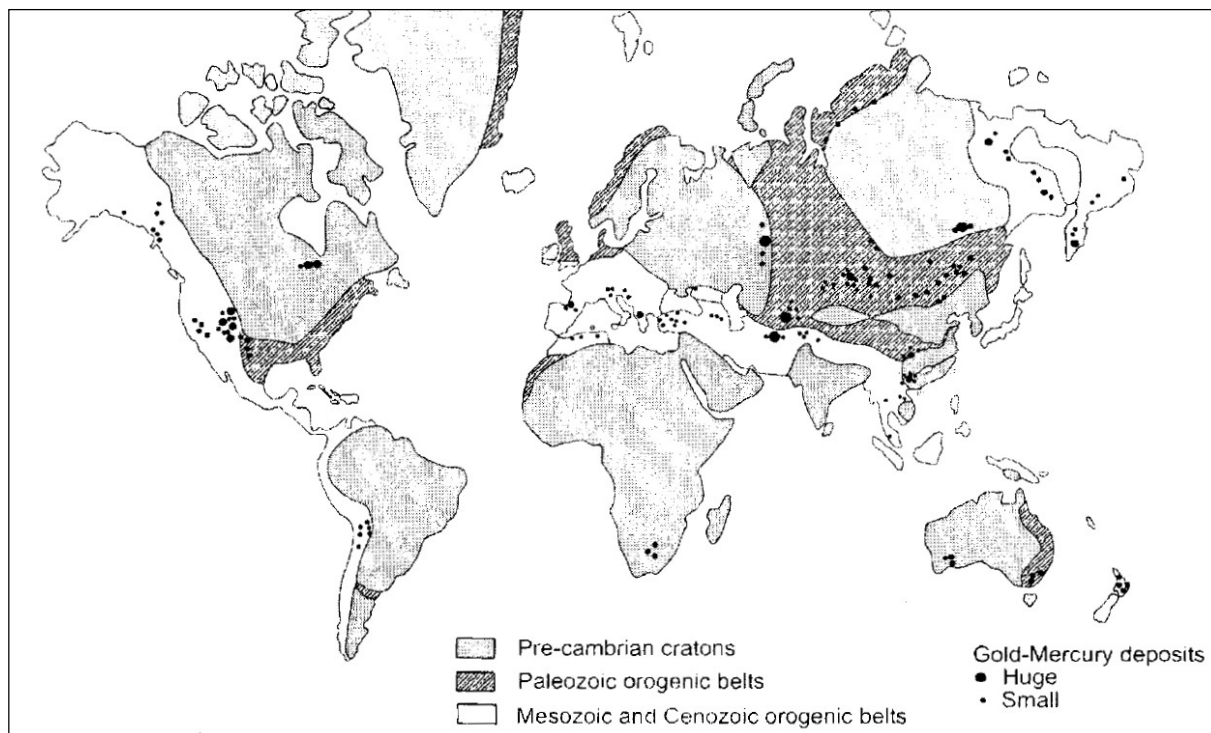 Pre-cambrian cratons
Paleozoic orogenic belts
Mesozoic and Cenozoic orogenic belts
Gold-Mercury deposits
Huge
Small